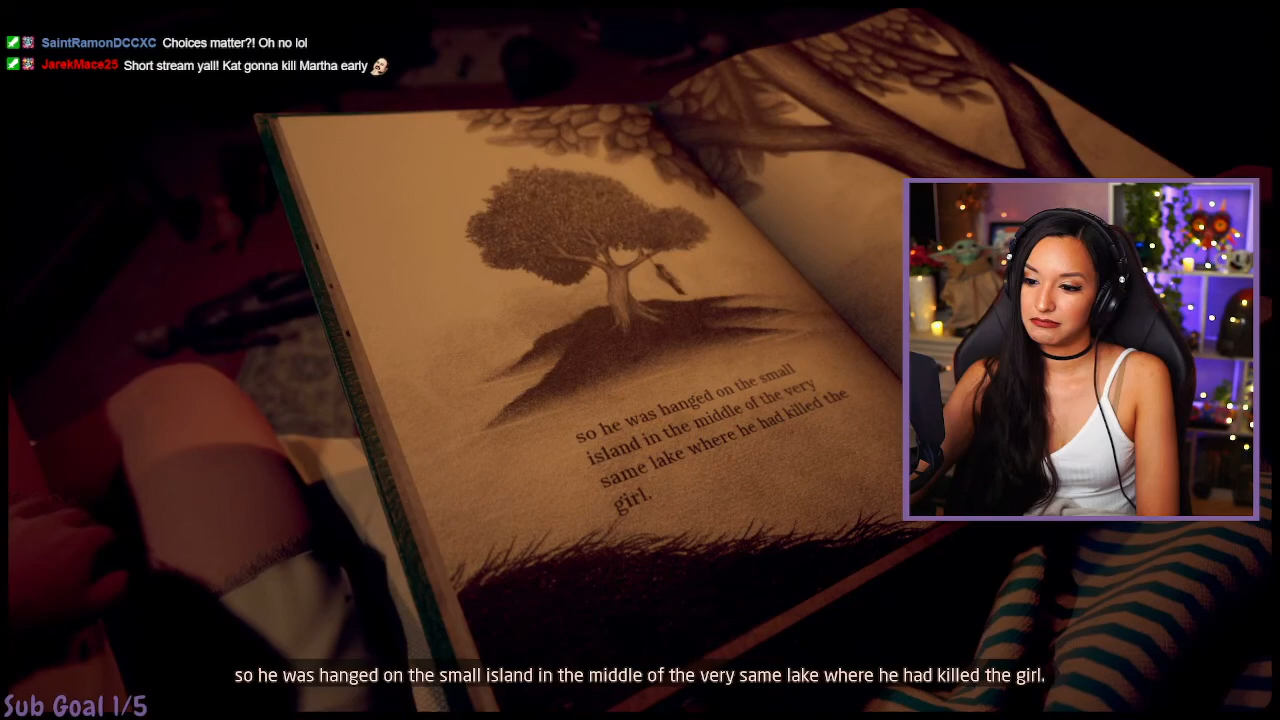 SaintRamonDCCXC Choices matter?! Oh no lol
JarekMace25 Short stream yall! Kat gonna kill Martha early
so he was hanged on the small
island in the middle of the very
same lake where he had killed the
girl.
so he was hanged on the small island in the middle of the very same lake where he had killed the girl.
Sub Goal 1/5